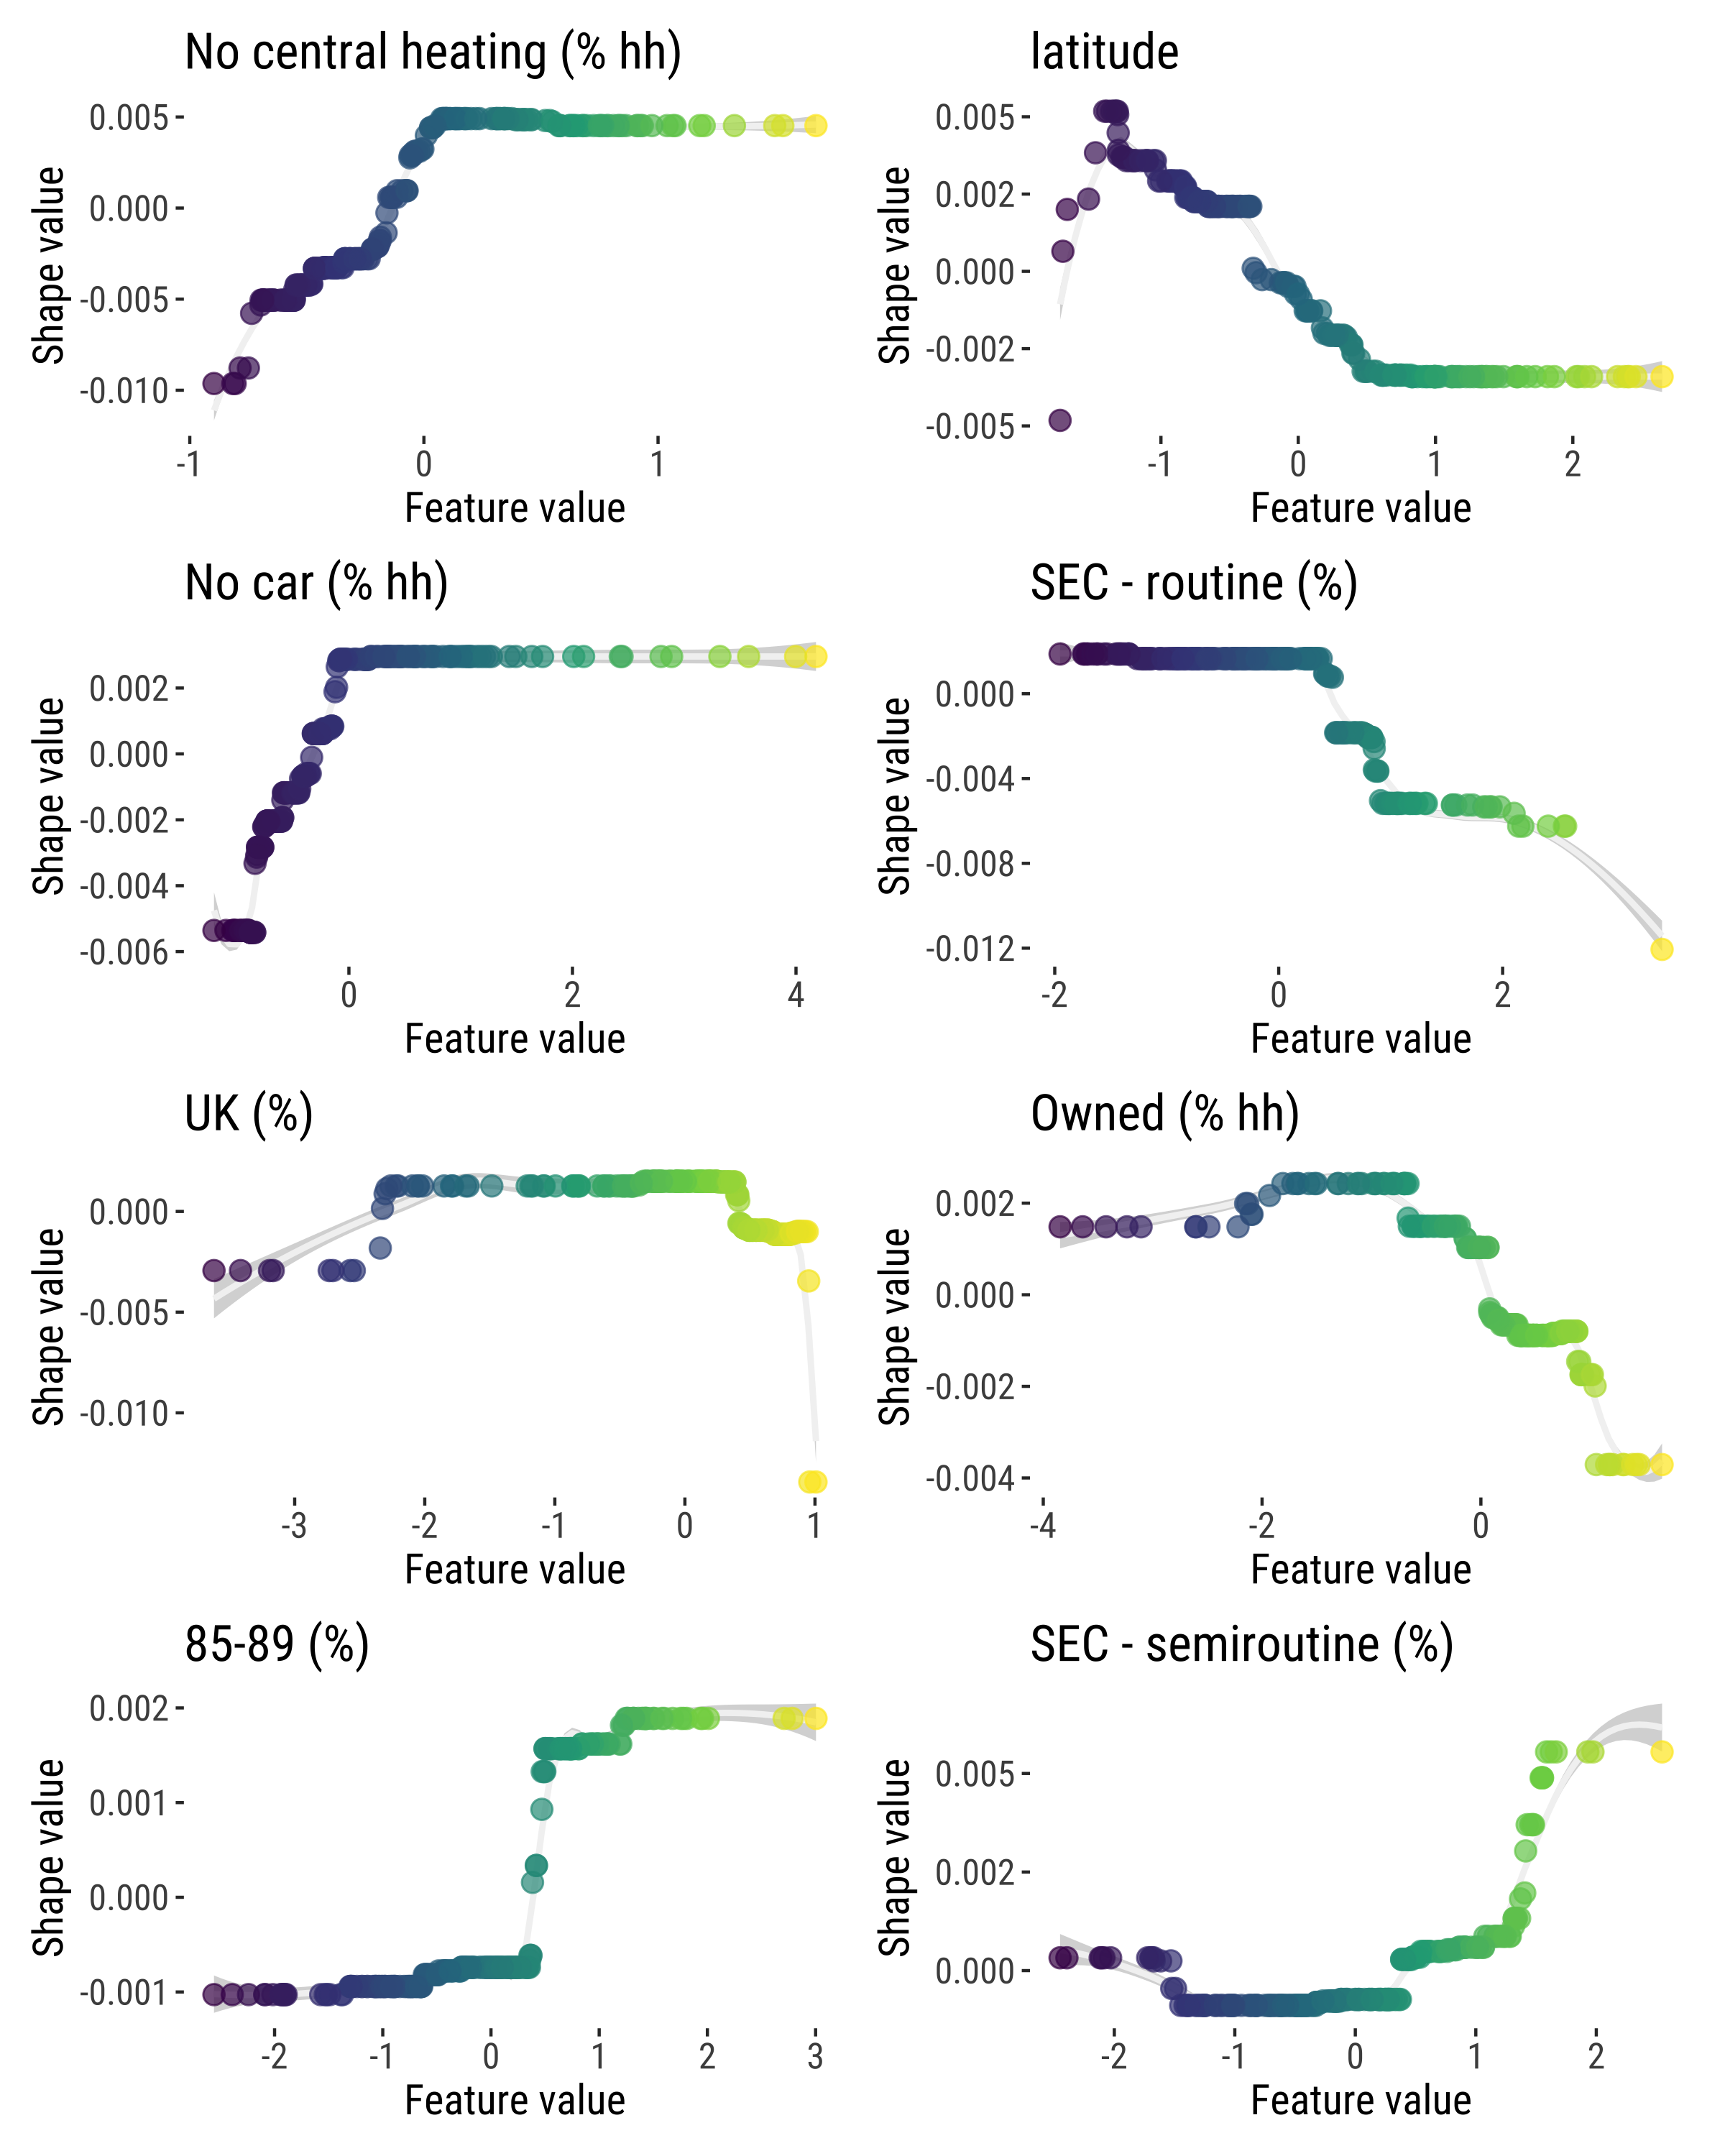 No central heating (% hh)
Shape value
0.005
0.000
-0.005
-0.010
-1 0 1
Feature value
latitude
Shape value
0.005
0.002
0.000
-0.002
-0.005
-1 0 1 2
Feature value
No car (% hh)
Shape value
0.002
0.000
-0.002
-0.004
-0.006
0 2 4
Feature value
SEC - routine (%)
Shape value
0.000
-0.004
-0.008
-0.012
-2 0 2
Feature value
UK (%)
Shape value
0.000
-0.005
-0.010
-3 -2 -1 0 1
Feature value
Owned (% hh)
Shape value
0.002
0.000
-0.002
-0.004
-4 -2 0
Feature value
85-89 (%)
Shape value
0.002
0.001
0.000
-0.001
-2 -1 0 1 2 3
Feature value
SEC - semiroutine (%)
Shape value
0.005
0.002
0.000
-2 -1 0 1 2
Feature value